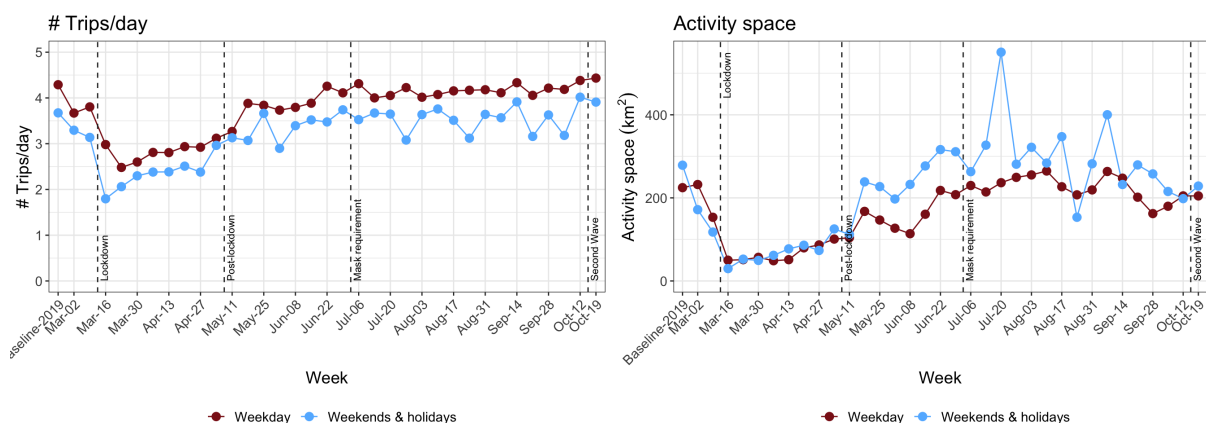 # Trips/day
# Trips/day
5
4
3
2
1
0
Lockdown
Post-lockdown
Mask requirement
Second Wave
aseline-2019
Mar-02
Mar-16
Mar-30
Apr-13
Apr-27
May-11
May-25
Jun-08
Jun-22
Jul-06
Jul-20
Aug-03
Aug-17
Aug-31
Sep-14
Sep-28
Oct-12
Oct-19
Week
Weekday Weekends & holidays
Activity space
Activity space (km²)
400
200
0
Lockdown
Post-lockdown
Mask requirement
Second Wave
Baseline-2019
Mar-02
Mar-16
Mar-30
Apr-13
Apr-27
May-11
May-25
Jun-08
Jun-22
Jul-06
Jul-20
Aug-03
Aug-17
Aug-31
Sep-14
Sep-28
Oct-12
Oct-19
Week
Weekday Weekends & holidays